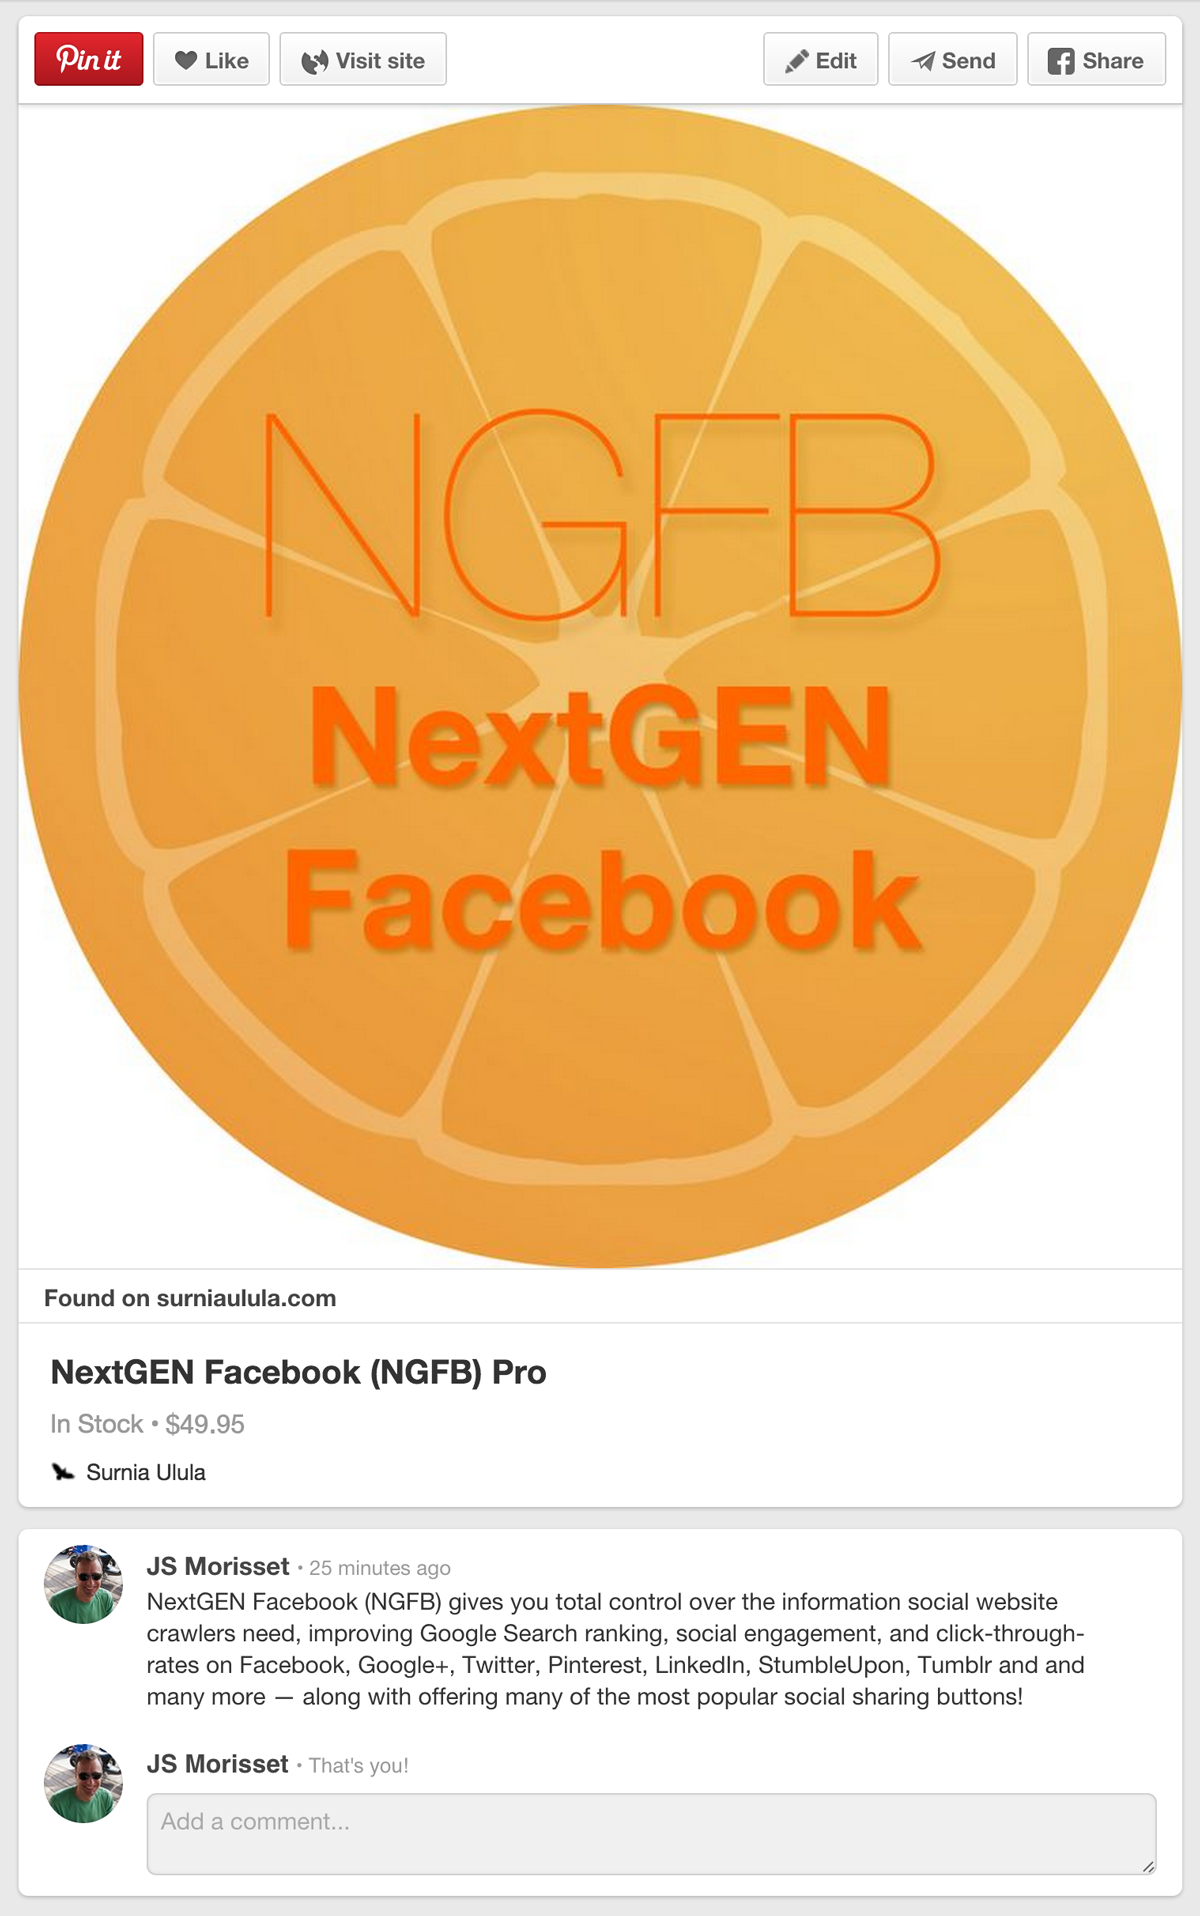 Pin it
Like
Visit site
Edit
Send
Share
NGFB
NextGEN
Facebook
Found on surniaulula.com
NextGEN Facebook (NGFB) Pro
In Stock • $49.95
Surnia Ulula
JS Morisset • 25 minutes ago
NextGEN Facebook (NGFB) gives you total control over the information social website
crawlers need, improving Google Search ranking, social engagement, and click-through-
rates on Facebook, Google+, Twitter, Pinterest, LinkedIn, StumbleUpon, Tumblr and and
many more — along with offering many of the most popular social sharing buttons!
JS Morisset • That's you!
Add a comment...